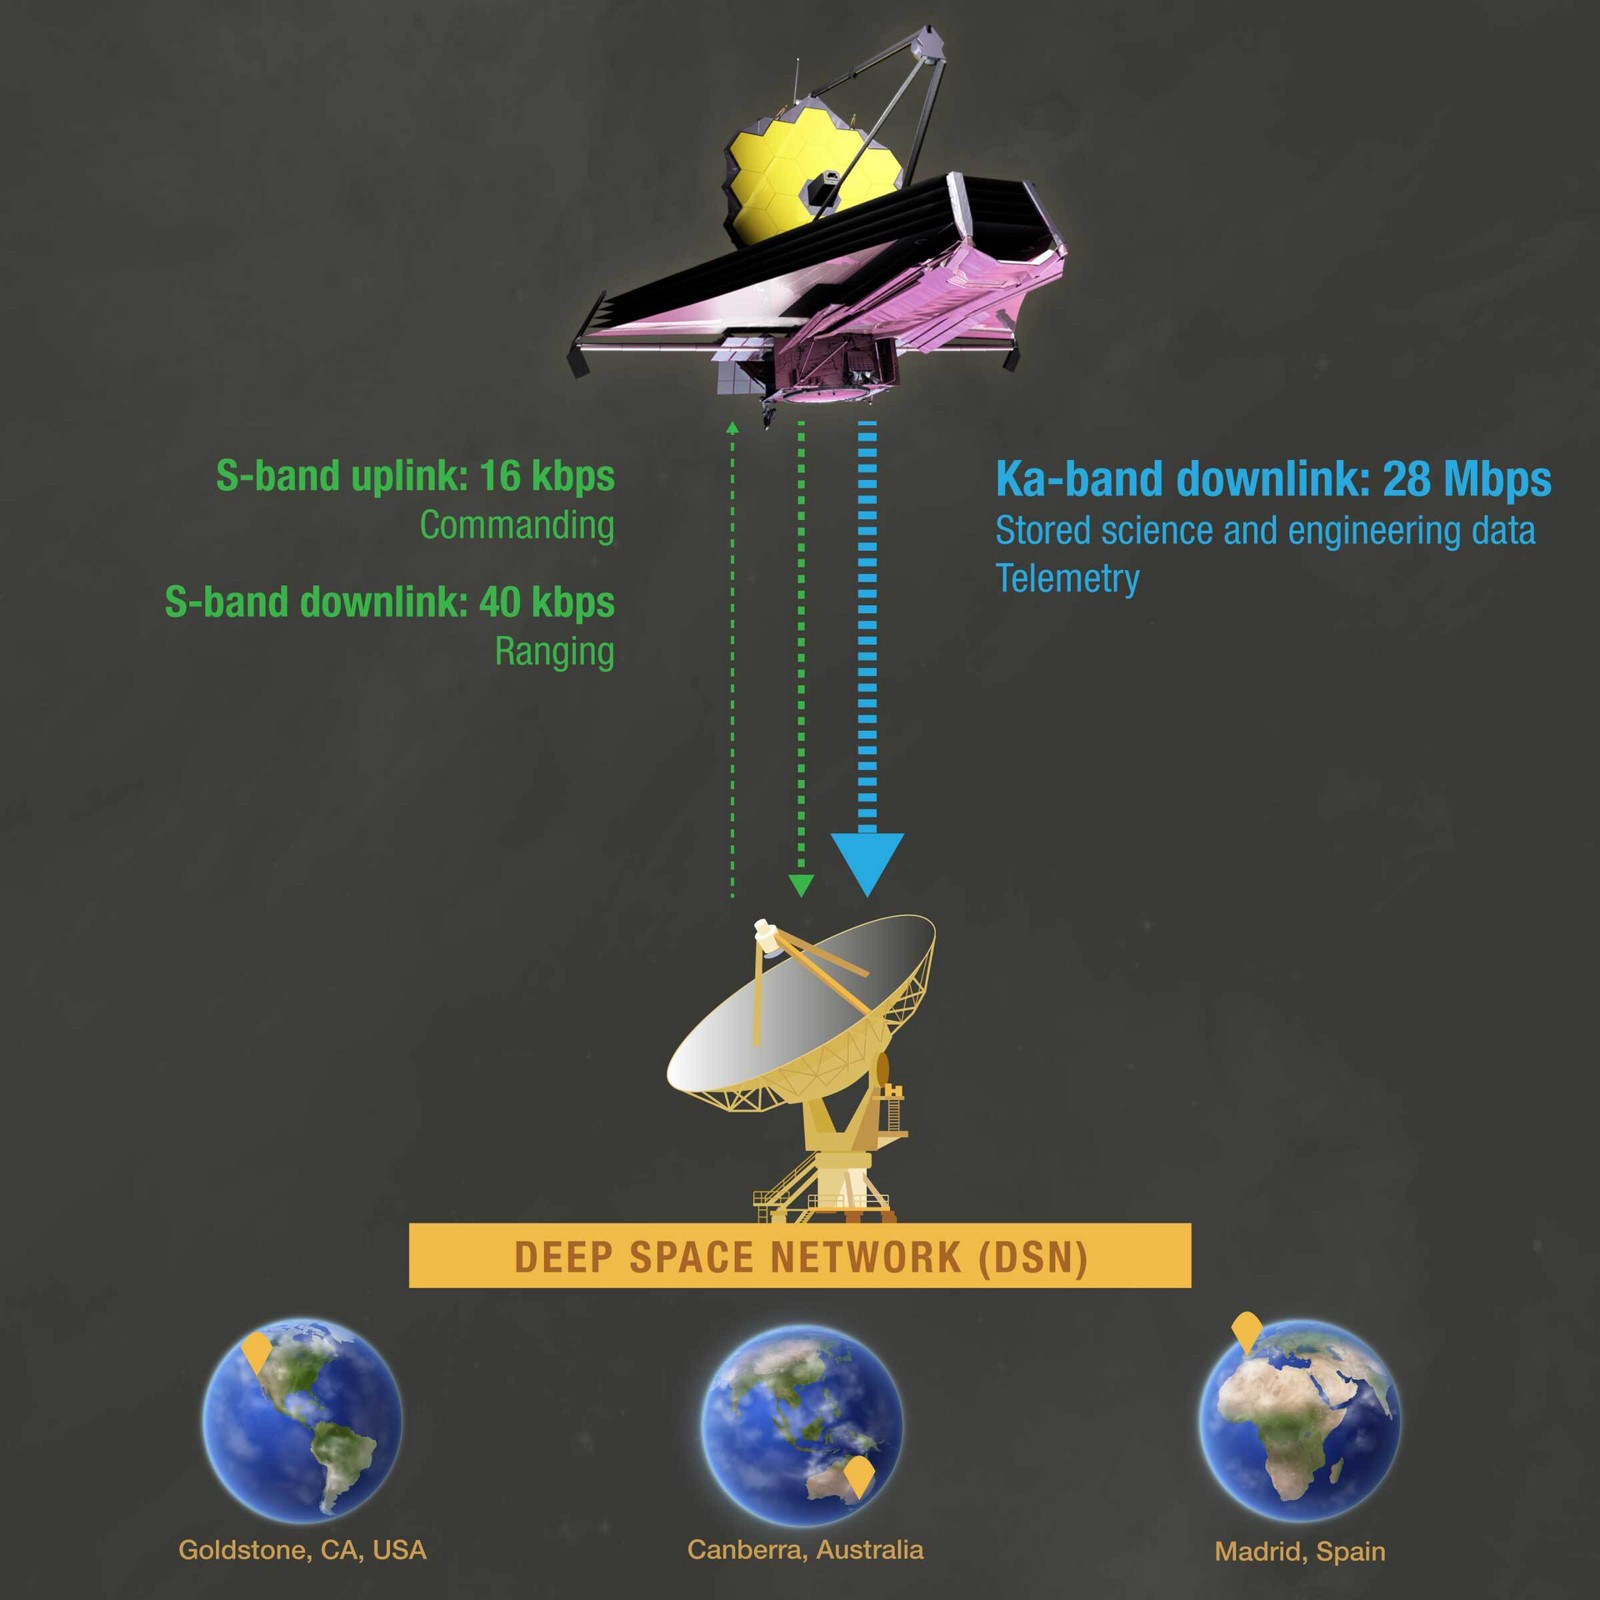 S-band uplink: 16 kbps
Commanding
S-band downlink: 40 kbps
Ranging
Ka-band downlink: 28 Mbps
Stored science and engineering data
Telemetry
DEEP SPACE NETWORK (DSN)
Goldstone, CA, USA
Canberra, Australia
Madrid, Spain